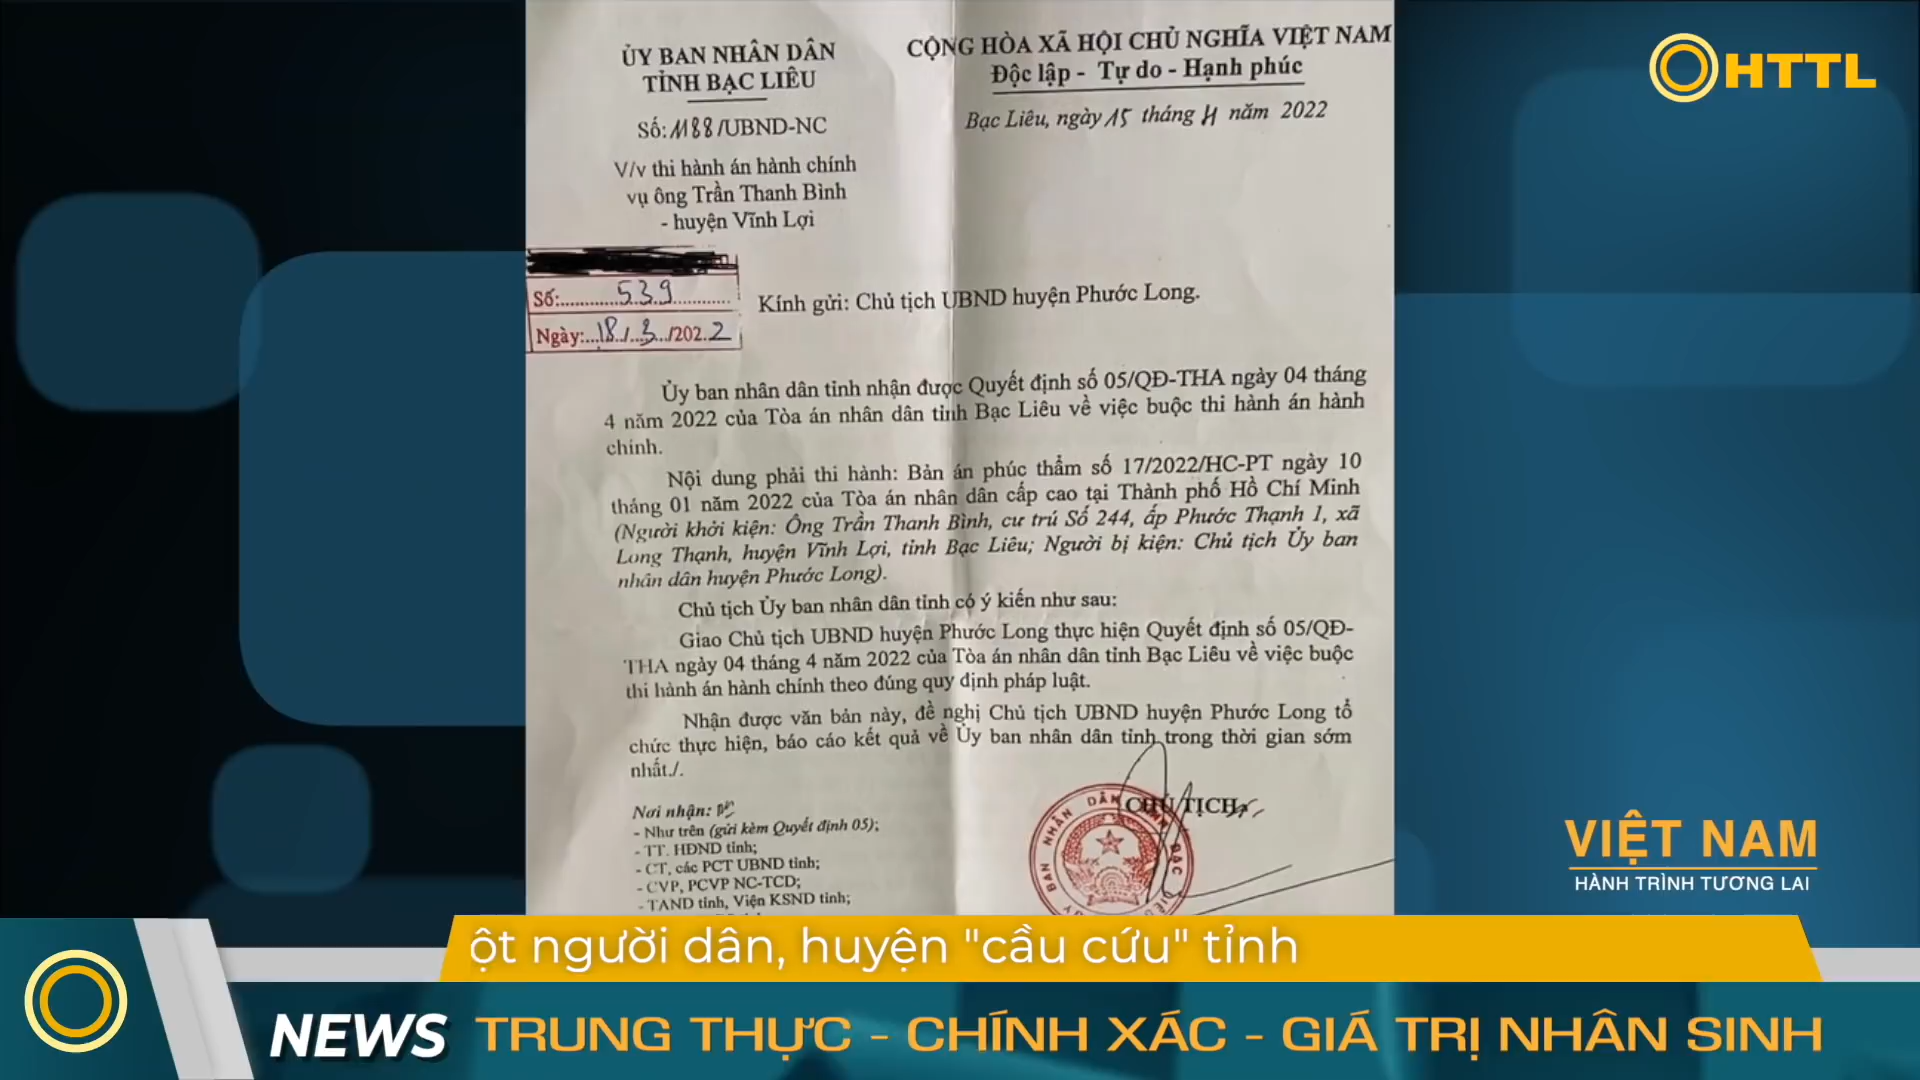 ỦY BAN NHÂN DÂN
TỈNH BẠC LIÊU
CỘNG HÒA XÃ HỘI CHỦ NGHĨA VIỆT NAM
Độc lập - Tự do - Hạnh phúc
HTTL
Số: 1188/UBND-NC
Bạc Liêu, ngày 15 tháng 4 năm 2022
V/v thi hành án hành chính
vụ ông Trần Thanh Bình
- huyện Vĩnh Lợi
Số:............539............
Ngày:...18./..3../2022
Kính gửi: Chủ tịch UBND huyện Phước Long.
Ủy ban nhân dân tỉnh nhận được Quyết định số 05/QĐ-THA ngày 04 tháng
4 năm 2022 của Tòa án nhân dân tỉnh Bạc Liêu về việc buộc thi hành án hành
chính.
Nội dung phải thi hành: Bản án phúc thẩm số 17/2022/HC-PT ngày 10
tháng 01 năm 2022 của Tòa án nhân dân cấp cao tại Thành phố Hồ Chí Minh
(Người khởi kiện: Ông Trần Thanh Bình, cư trú Số 244, ấp Phước Thạnh 1, xã
Long Thạnh, huyện Vĩnh Lợi, tỉnh Bạc Liêu; Người bị kiện: Chủ tịch Ủy ban
nhân dân huyện Phước Long).
Chủ tịch Ủy ban nhân dân tỉnh có ý kiến như sau:
Giao Chủ tịch UBND huyện Phước Long thực hiện Quyết định số 05/QĐ-
THA ngày 04 tháng 4 năm 2022 của Tòa án nhân dân tỉnh Bạc Liêu về việc buộc
thi hành án hành chính theo đúng quy định pháp luật.
Nhận được văn bản này, đề nghị Chủ tịch UBND huyện Phước Long tổ
chức thực hiện, báo cáo kết quả về Ủy ban nhân dân tỉnh trong thời gian sớm
nhất./.
Nơi nhận:
- Như trên (gửi kèm Quyết định 05);
- TT. HĐND tỉnh;
- CT, các PCT UBND tỉnh;
- CVP, PCVP NC-TCD;
- TAND tỉnh, Viện KSND tỉnh;
CHỦ TỊCH
VIỆT NAM
HÀNH TRÌNH TƯƠNG LAI
ột người dân, huyện "cầu cứu" tỉnh
NEWS
TRUNG THỰC - CHÍNH XÁC - GIÁ TRỊ NHÂN SINH